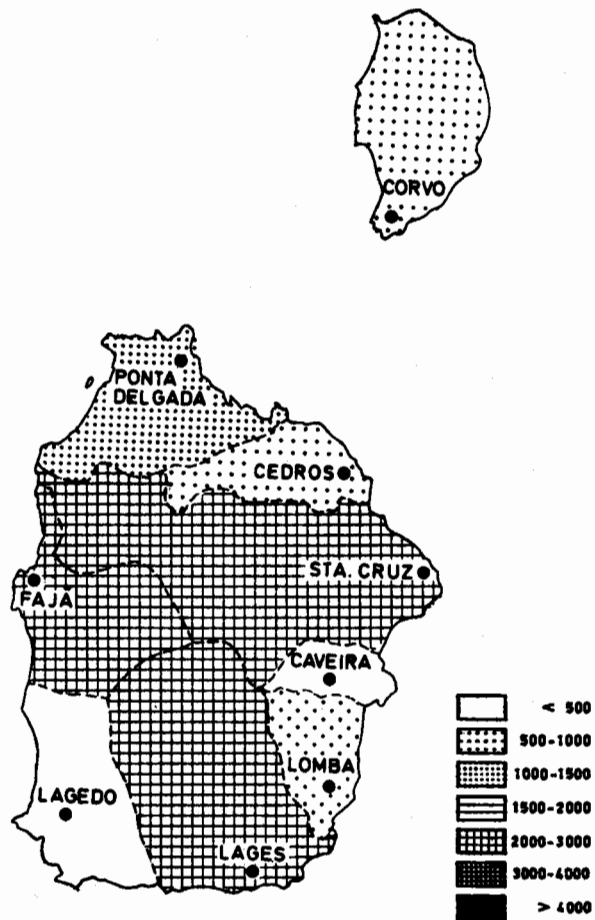 CORVO
PONTA
DELGADA
CEDROS
STA. CRUZ
FAJÃ
CAVEIRA
LOMBA
LAGEDO
LAGES
< 500
500-1000
1000-1500
1500-2000
2000-3000
3000-4000
> 4000